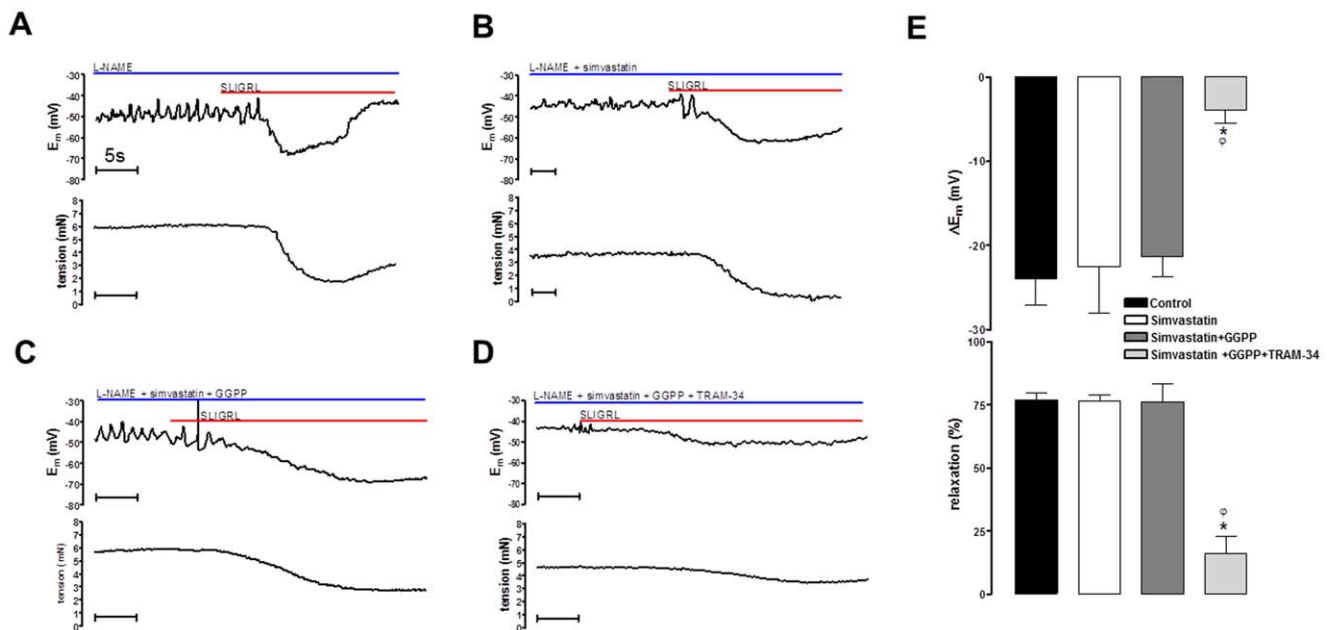 A
L-NAME
SLIGRL
-30
-40
-50
-60
-70
-80
Em (mV)
5s
8
7
6
5
4
3
2
1
0
tension (mN)
B
L-NAME + simvastatin
SLIGRL
-30
-40
-50
-60
-70
-80
Em (mV)
8
7
6
5
4
3
2
1
0
tension (mN)
C
L-NAME + simvastatin + GGPP
SLIGRL
-30
-40
-50
-60
-70
-80
Em (mV)
8
7
6
5
4
3
2
1
0
tension (mN)
D
L-NAME + simvastatin + GGPP + TRAM-34
SLIGRL
-30
-40
-50
-60
-70
-80
Em (mV)
8
7
6
5
4
3
2
1
0
tension (mN)
E
0
-10
-20
-30
ΔEm (mV)
*
φ
Control
Simvastatin
Simvastatin+GGPP
Simvastatin +GGPP+TRAM-34
100
75
50
25
0
relaxation (%)
φ
*